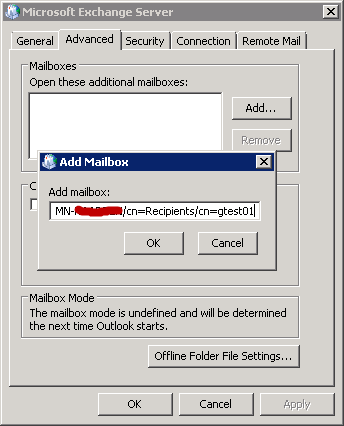 Microsoft Exchange Server
General
Advanced
Security
Connection
Remote Mail
Mailboxes
Open these additional mailboxes:
Add...
Remove
Add Mailbox
Add mailbox:
MN- /cn=Recipients/cn=gtest01
OK
Cancel
C
Mailbox Mode
The mailbox mode is undefined and will be determined
the next time Outlook starts.
Offline Folder File Settings...
OK
Cancel
Apply